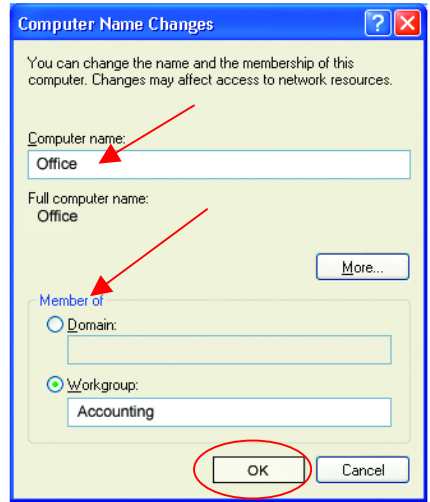 Computer Name Changes
You can change the name and the membership of this
computer. Changes may affect access to network resources.
Computer name:
Office
Full computer name:
Office
More...
Member of
Domain:
Workgroup:
Accounting
OK
Cancel